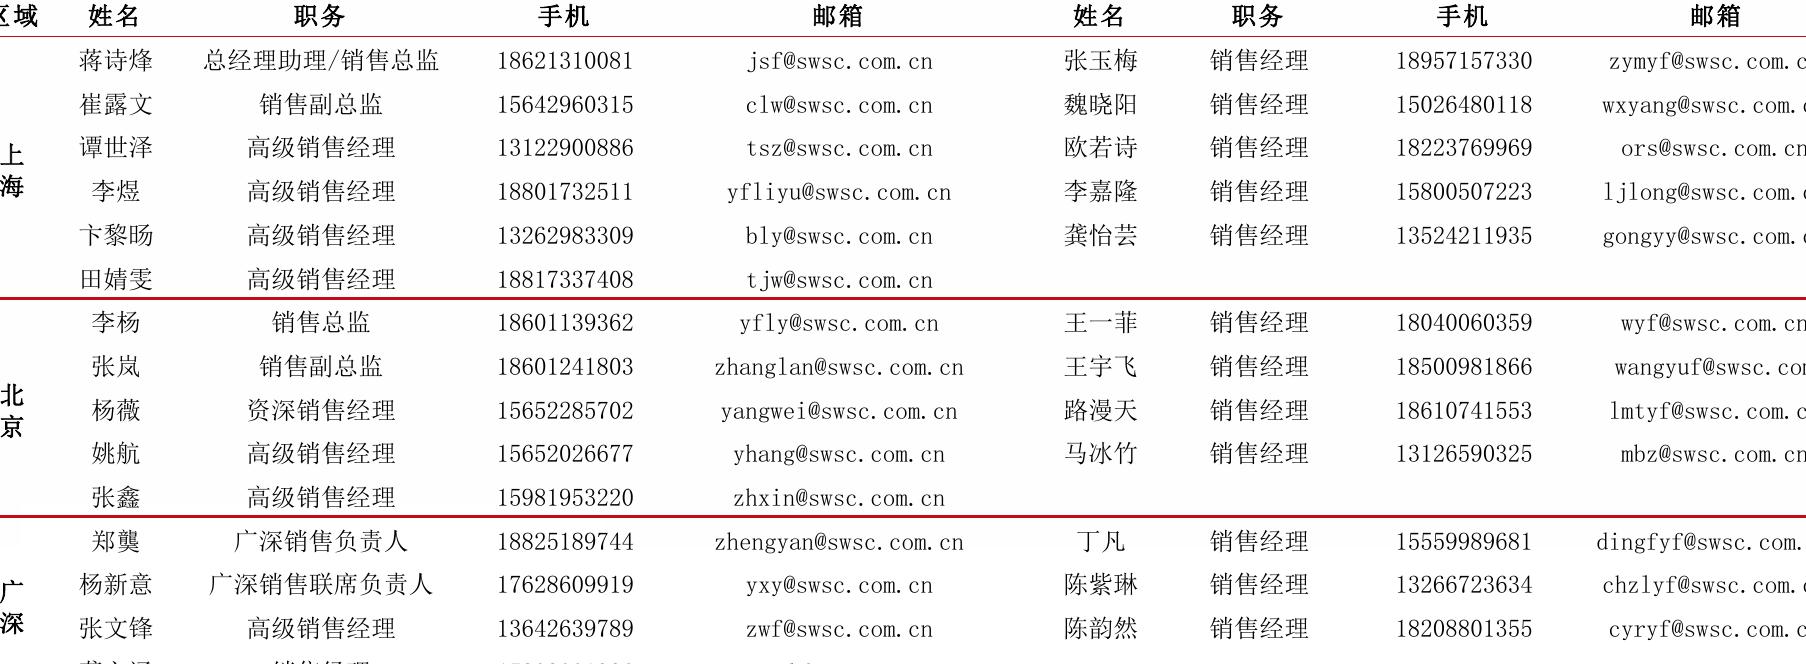 区域 姓名 职务 手机 邮箱 姓名 职务 手机 邮箱
蒋诗烽 总经理助理/销售总监 18621310081 jsf@swsc.com.cn 张玉梅 销售经理 18957157330 zymyf@swsc.com.c
崔露文 销售副总监 15642960315 clw@swsc.com.cn 魏晓阳 销售经理 15026480118 wxyang@swsc.com.
谭世泽 高级销售经理 13122900886 tsz@swsc.com.cn 欧若诗 销售经理 18223769969 ors@swsc.com.cn
上海
李煜 高级销售经理 18801732511 yfliyu@swsc.com.cn 李嘉隆 销售经理 15800507223 ljlong@swsc.com.
卞黎旸 高级销售经理 13262983309 bly@swsc.com.cn 龚怡芸 销售经理 13524211935 gongyy@swsc.com.
田婧雯 高级销售经理 18817337408 tjw@swsc.com.cn
李杨 销售总监 18601139362 yfly@swsc.com.cn 王一菲 销售经理 18040060359 wyf@swsc.com.cn
张岚 销售副总监 18601241803 zhanglan@swsc.com.cn 王宇飞 销售经理 18500981866 wangyuf@swsc.com
北京
杨薇 资深销售经理 15652285702 yangwei@swsc.com.cn 路漫天 销售经理 18610741553 lmtyf@swsc.com.c
姚航 高级销售经理 15652026677 yhang@swsc.com.cn 马冰竹 销售经理 13126590325 mbz@swsc.com.cn
张鑫 高级销售经理 15981953220 zhxin@swsc.com.cn
郑龑 广深销售负责人 18825189744 zhengyan@swsc.com.cn 丁凡 销售经理 15559989681 dingfyf@swsc.com.
杨新意 广深销售联席负责人 17628609919 yxy@swsc.com.cn 陈紫琳 销售经理 13266723634 chzlyf@swsc.com.
广深
张文锋 高级销售经理 13642639789 zwf@swsc.com.cn 陈韵然 销售经理 18208801355 cyryf@swsc.com.c